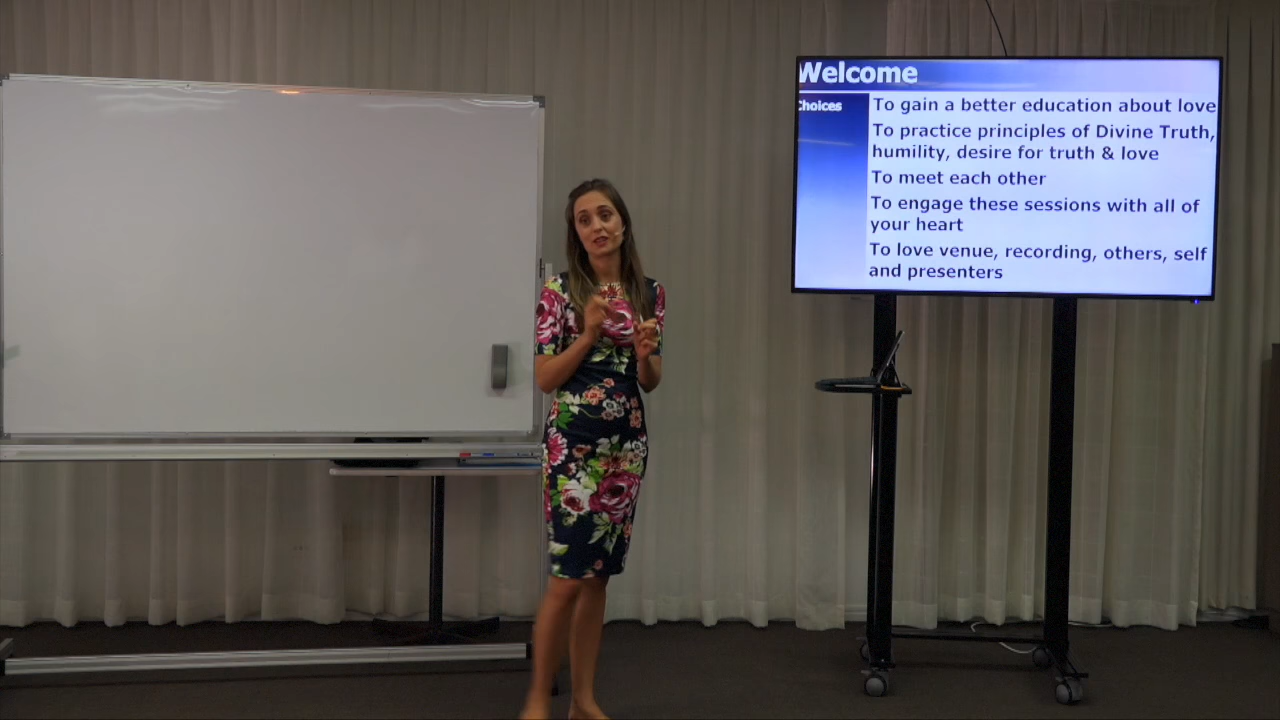 Welcome
Choices
To gain a better education about love
To practice principles of Divine Truth,
humility, desire for truth & love
To meet each other
To engage these sessions with all of
your heart
To love venue, recording, others, self
and presenters